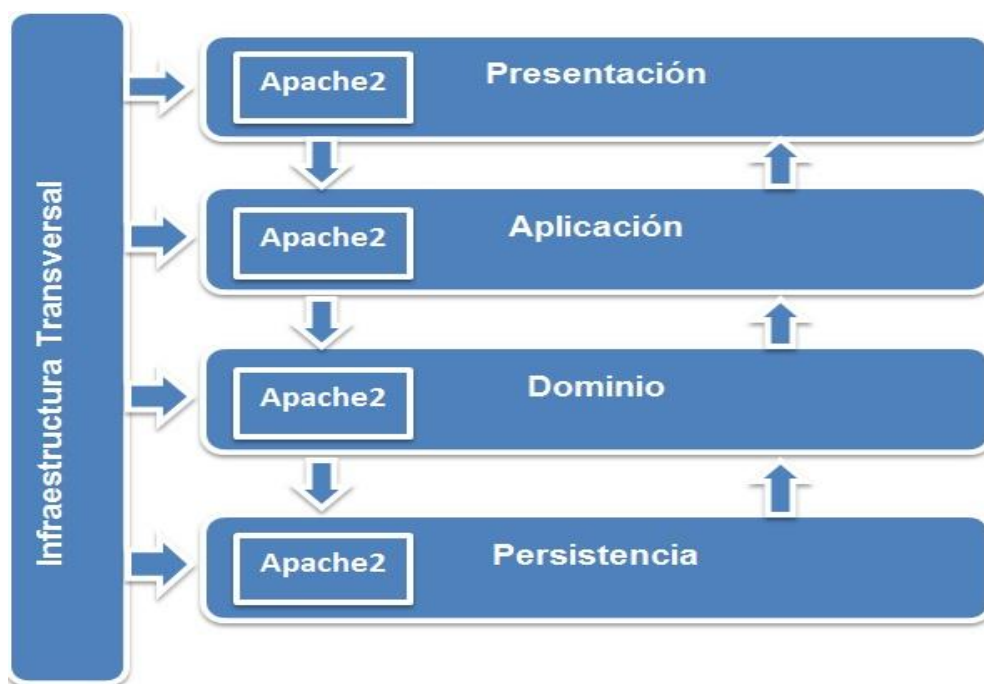 Infraestructura Transversal
Apache2
Presentación
Apache2
Aplicación
Apache2
Dominio
Apache2
Persistencia